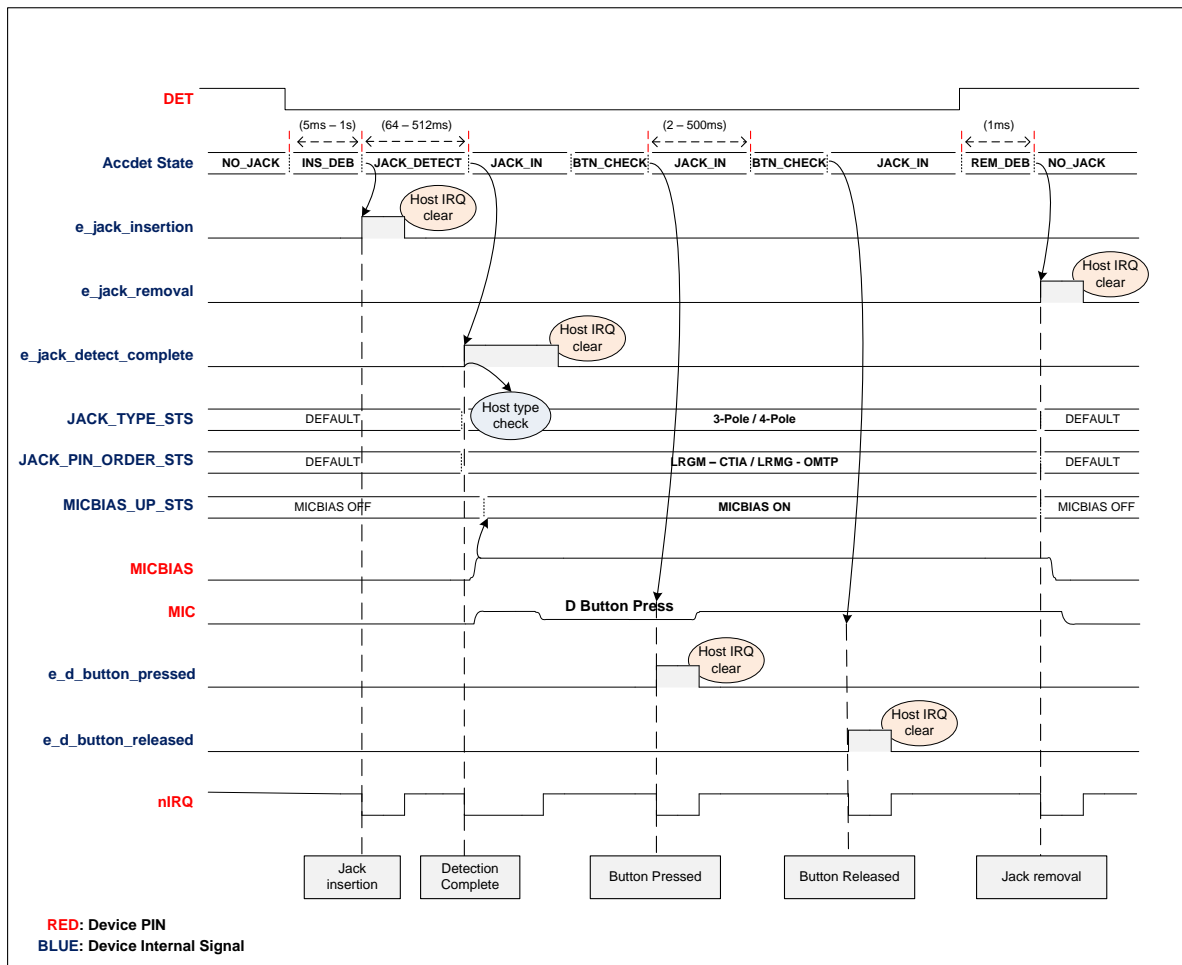 DET
(5ms – 1s)
(64 – 512ms)
(2 – 500ms)
(1ms)
Accdet State
NO_JACK
INS_DEB
JACK_DETECT
JACK_IN
BTN_CHECK
JACK_IN
BTN_CHECK
JACK_IN
REM_DEB
NO_JACK
e_jack_insertion
Host IRQ
clear
e_jack_removal
Host IRQ
clear
e_jack_detect_complete
Host IRQ
clear
Host type
check
JACK_TYPE_STS
DEFAULT
3-Pole / 4-Pole
DEFAULT
JACK_PIN_ORDER_STS
DEFAULT
LRGM – CTIA / LRMG - OMTP
DEFAULT
MICBIAS_UP_STS
MICBIAS OFF
MICBIAS ON
MICBIAS OFF
MICBIAS
MIC
D Button Press
e_d_button_pressed
Host IRQ
clear
e_d_button_released
Host IRQ
clear
nIRQ
Jack
insertion
Detection
Complete
Button Pressed
Button Released
Jack removal
RED: Device PIN
BLUE: Device Internal Signal